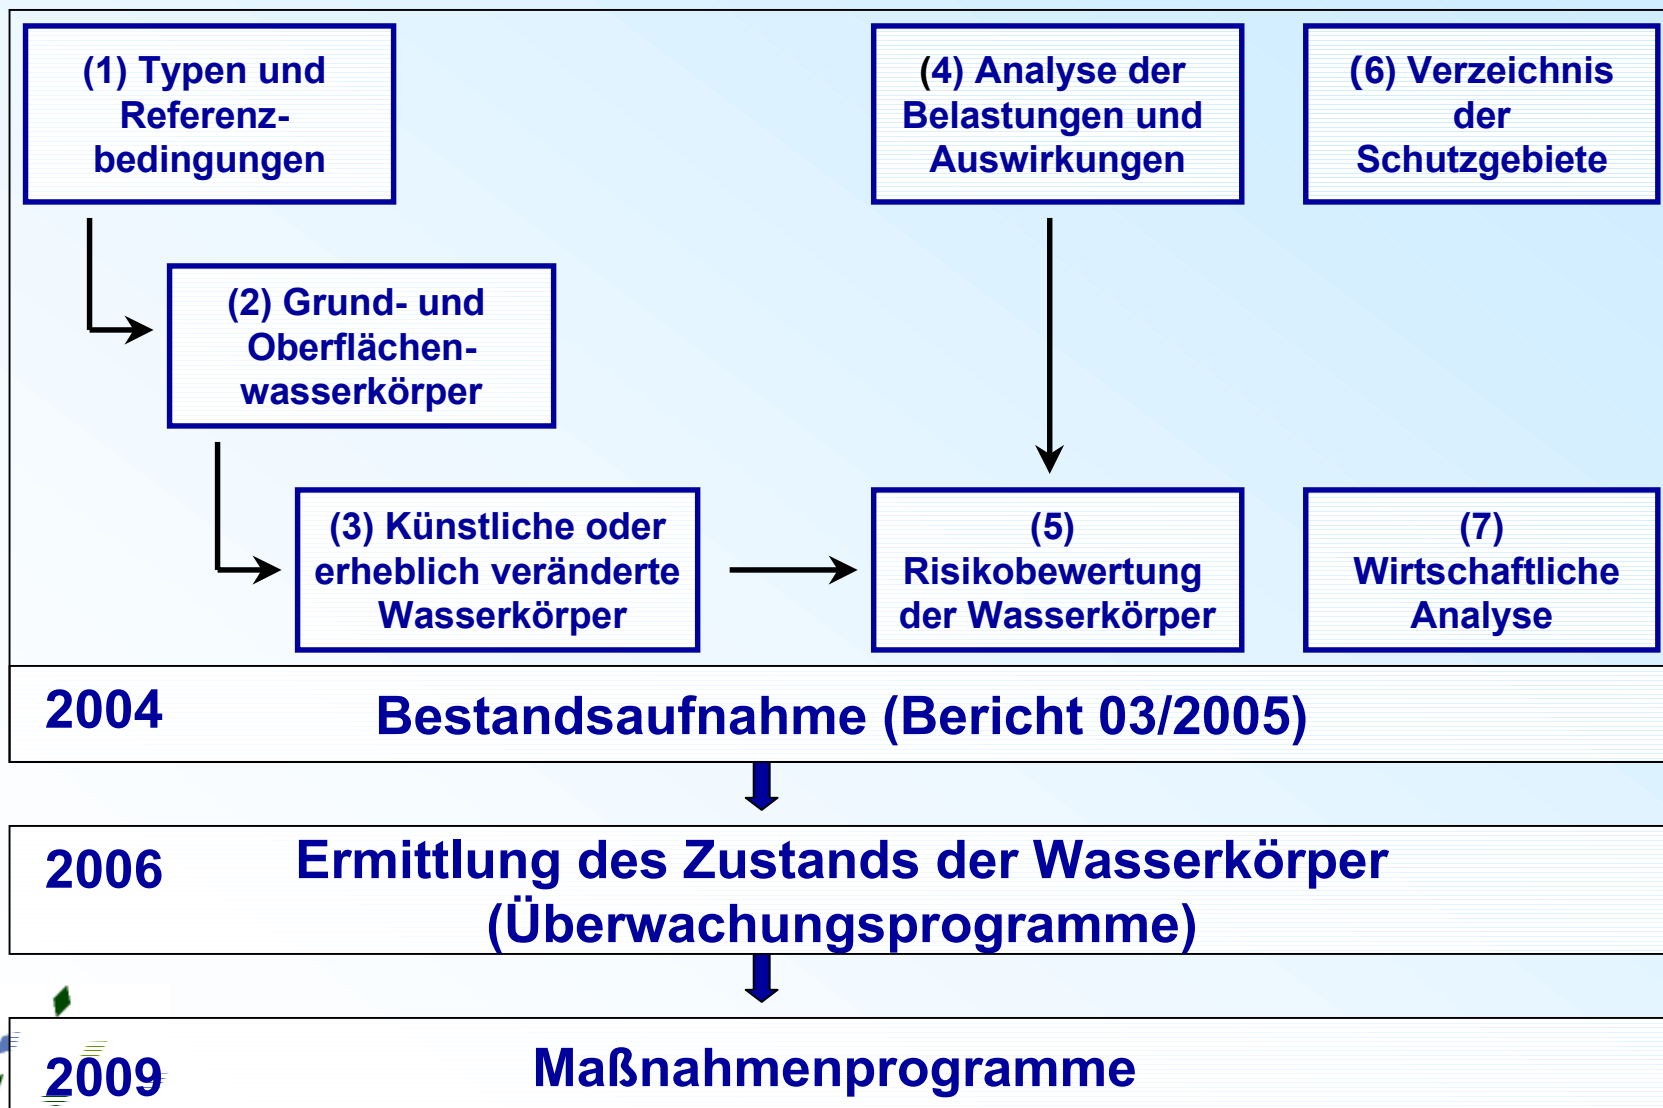 (1) Typen und
Referenz-
bedingungen
(4) Analyse der
Belastungen und
Auswirkungen
(6) Verzeichnis
der
Schutzgebiete
(2) Grund- und
Oberflächen-
wasserkörper
(3) Künstliche oder
erheblich veränderte
Wasserkörper
(5)
Risikobewertung
der Wasserkörper
(7)
Wirtschaftliche
Analyse
2004 Bestandsaufnahme (Bericht 03/2005)
2006 Ermittlung des Zustands der Wasserkörper
(Überwachungsprogramme)
2009 Maßnahmenprogramme